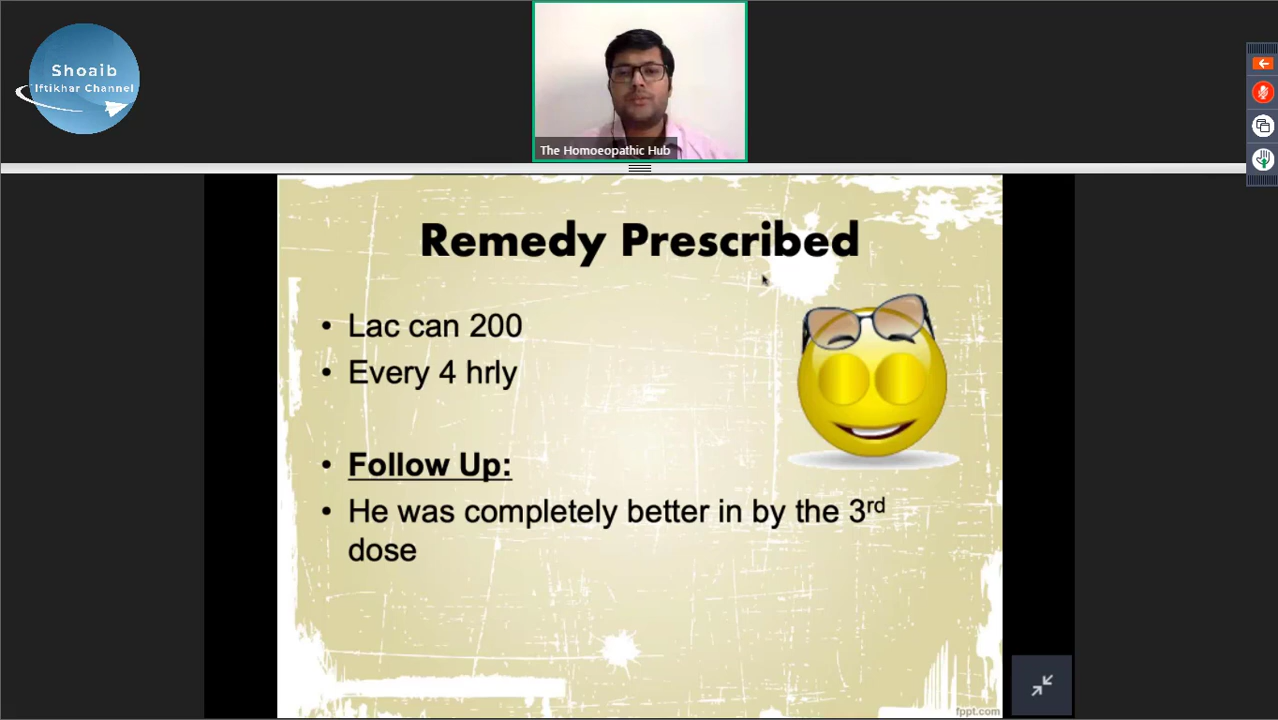 Shoaib
Iftikhar Channel
The Homoeopathic Hub
Remedy Prescribed
• Lac can 200
• Every 4 hrly
• Follow Up:
• He was completely better in by the 3rd
dose
fppt.com